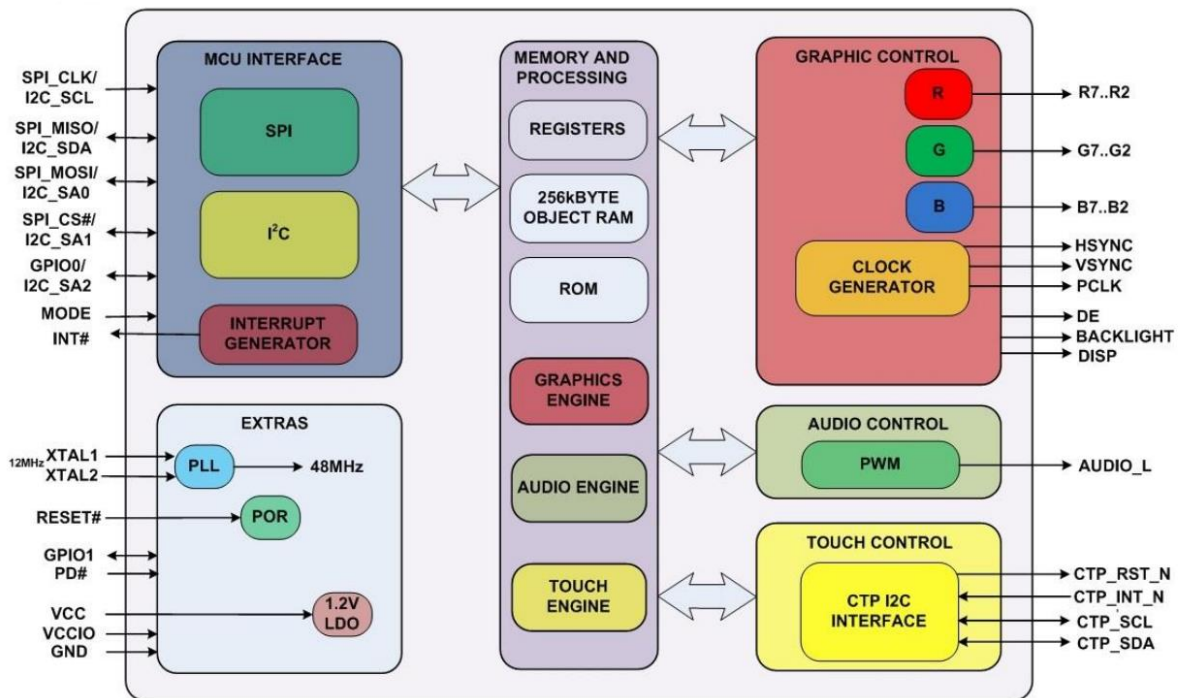 MCU INTERFACE
SPI_CLK/
I2C_SCL
SPI_MISO/
I2C_SDA
SPI_MOSI/
I2C_SA0
SPI_CS#/
I2C_SA1
GPIO0/
I2C_SA2
MODE
INT#
SPI
I²C
INTERRUPT
GENERATOR
EXTRAS
12MHz
XTAL1
XTAL2
PLL
48MHz
RESET#
POR
GPIO1
PD#
VCC
1.2V
LDO
VCCIO
GND
MEMORY AND
PROCESSING
REGISTERS
256kBYTE
OBJECT RAM
ROM
GRAPHICS
ENGINE
AUDIO ENGINE
TOUCH
ENGINE
GRAPHIC CONTROL
R
R7..R2
G
G7..G2
B
B7..B2
CLOCK
GENERATOR
HSYNC
VSYNC
PCLK
DE
BACKLIGHT
DISP
AUDIO CONTROL
PWM
AUDIO_L
TOUCH CONTROL
CTP I2C
INTERFACE
CTP_RST_N
CTP_INT_N
CTP_SCL
CTP_SDA